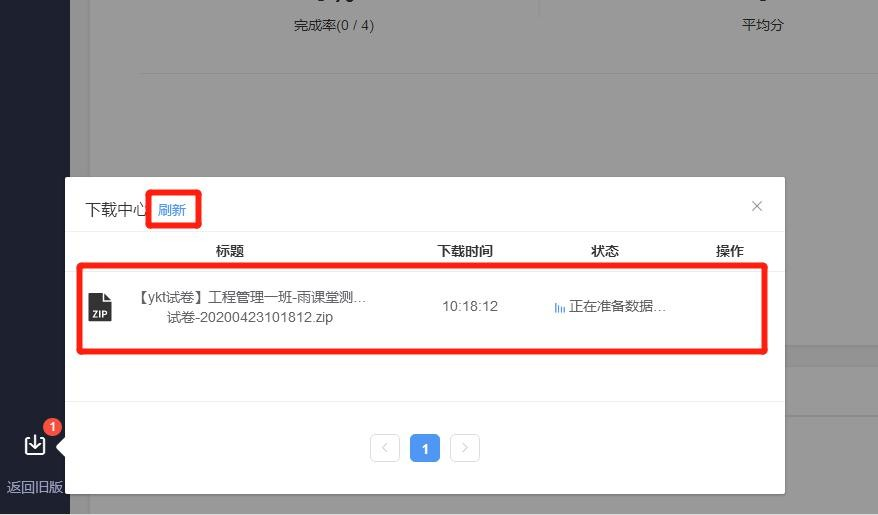 完成率(0 / 4)
平均分
下载中心 刷新
标题
下载时间
状态
操作
ZIP
【ykt试卷】工程管理一班-雨课堂测...
试卷-20200423101812.zip
10:18:12
正在准备数据...
1
1
返回旧版